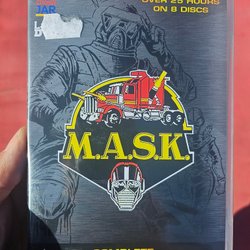 OVER 25 HOURS
ON 8 DISCS
JAR
M.A.S.K.